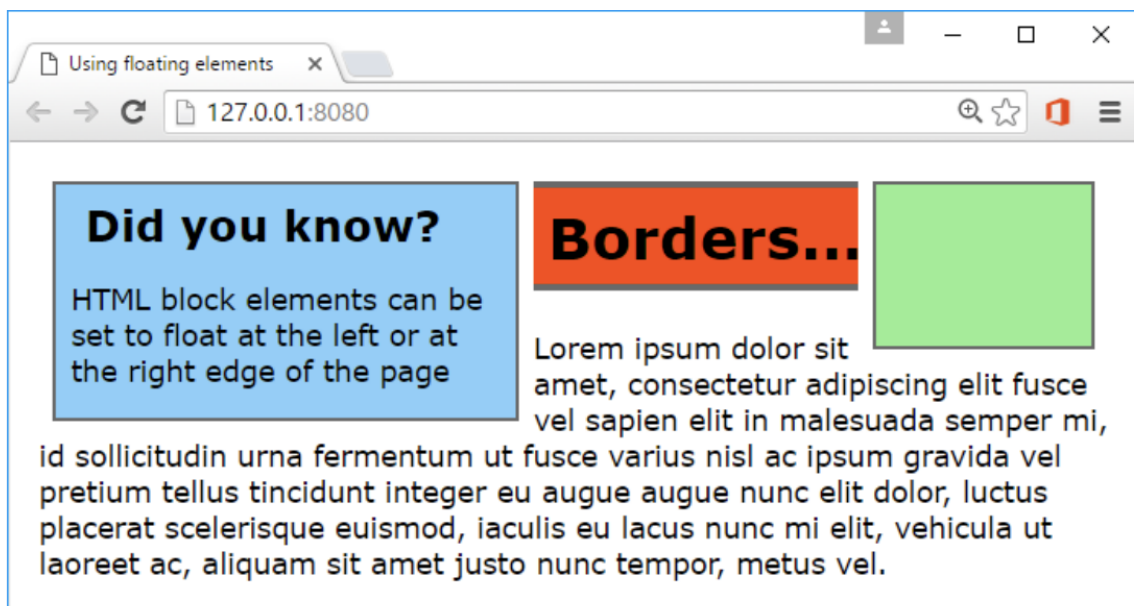 Using floating elements
127.0.0.1:8080
Did you know?
HTML block elements can be
set to float at the left or at
the right edge of the page
Borders...
Lorem ipsum dolor sit
amet, consectetur adipiscing elit fusce
vel sapien elit in malesuada semper mi,
id sollicitudin urna fermentum ut fusce varius nisl ac ipsum gravida vel
pretium tellus tincidunt integer eu augue augue nunc elit dolor, luctus
placerat scelerisque euismod, iaculis eu lacus nunc mi elit, vehicula ut
laoreet ac, aliquam sit amet justo nunc tempor, metus vel.